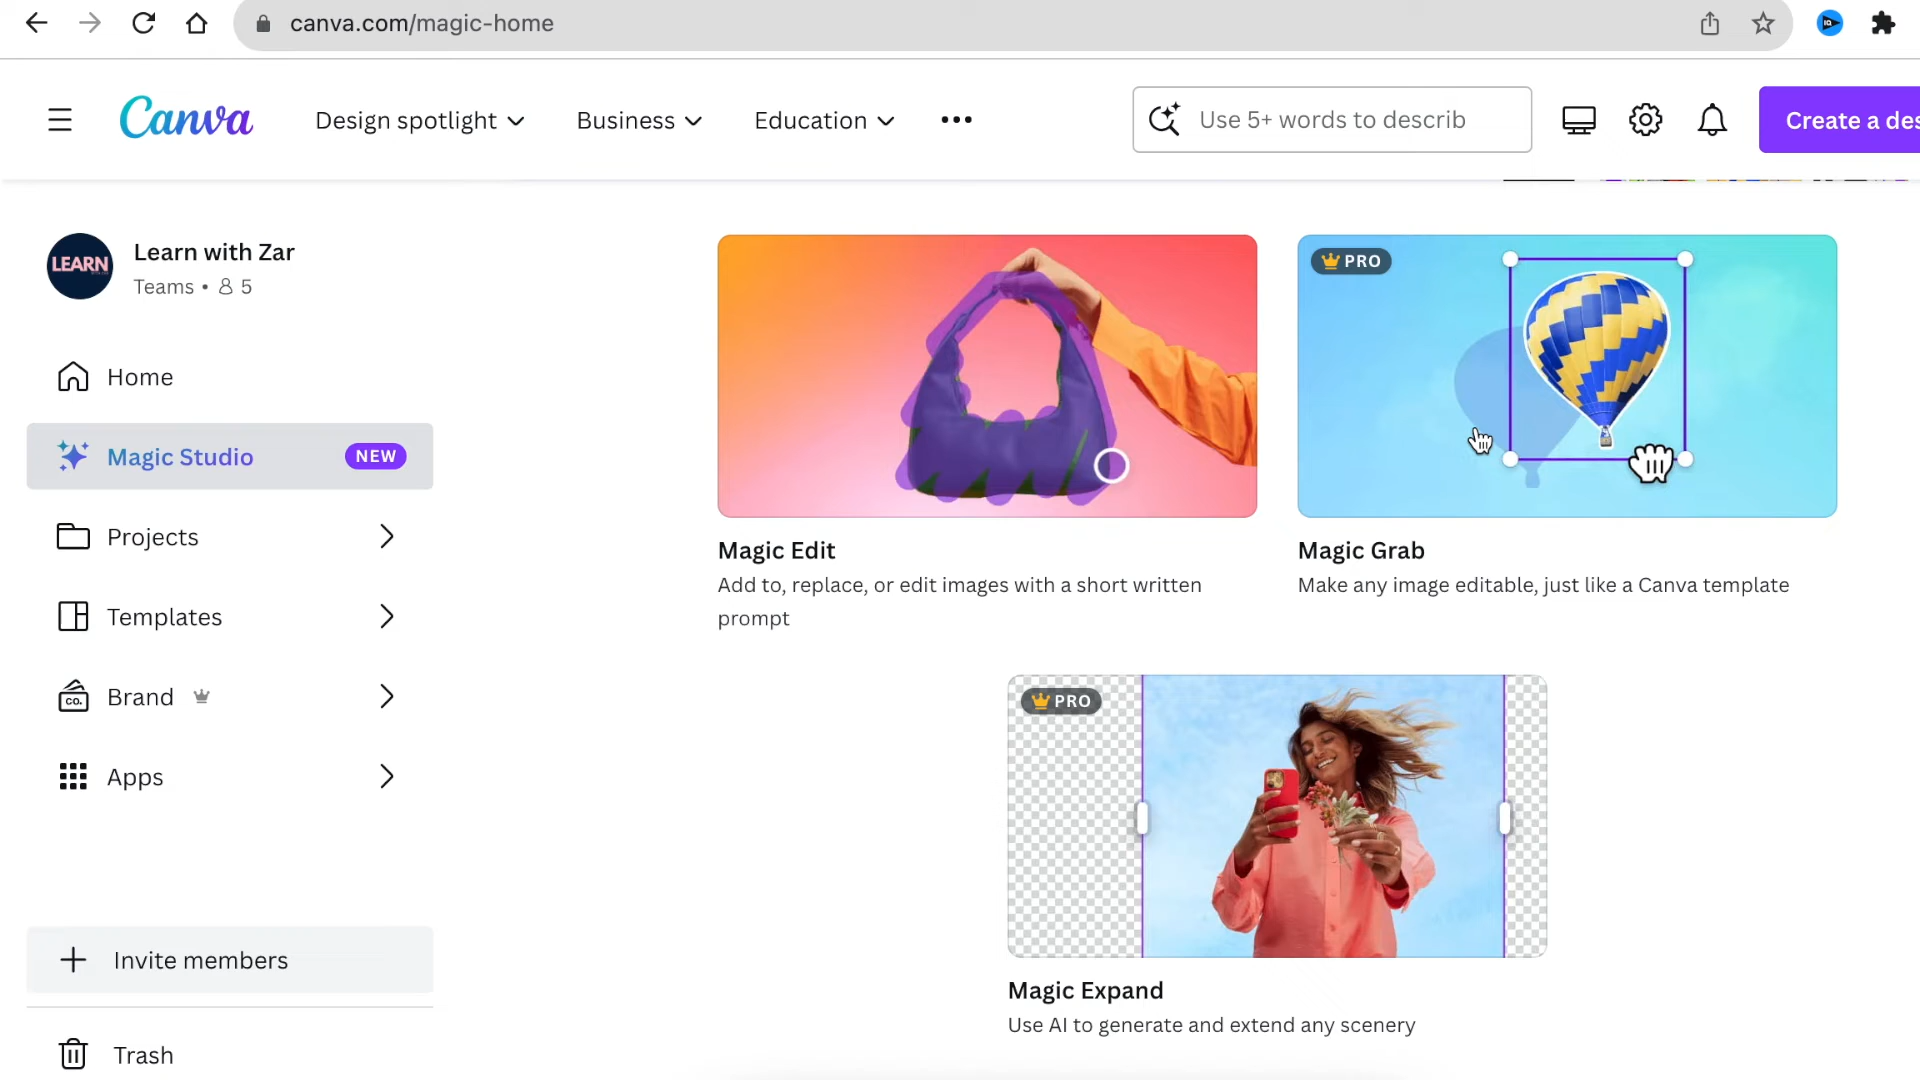 canva.com/magic-home
Canva
Design spotlight
Business
Education
Use 5+ words to describ
Create a des
LEARN
Learn with Zar
Teams • 5
Home
Magic Studio NEW
Projects
Templates
CO.
Brand
Apps
Invite members
Trash
Magic Edit
Add to, replace, or edit images with a short written
prompt
PRO
Magic Grab
Make any image editable, just like a Canva template
PRO
Magic Expand
Use AI to generate and extend any scenery